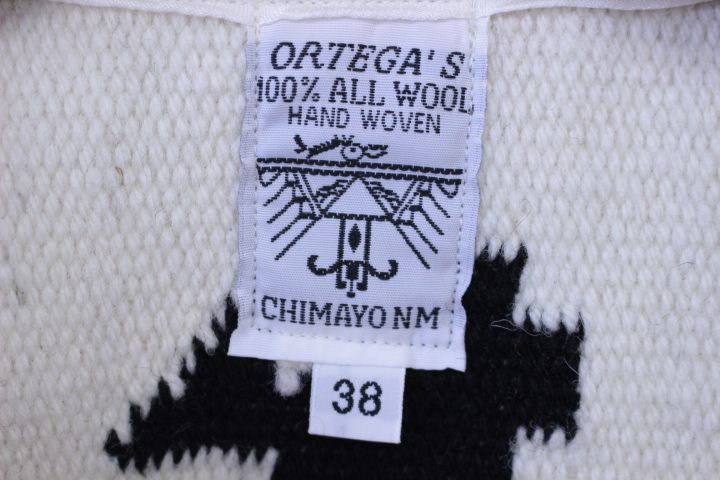 ORTEGA'S
100% ALL WOOL
HAND WOVEN
CHIMAYO NM
38